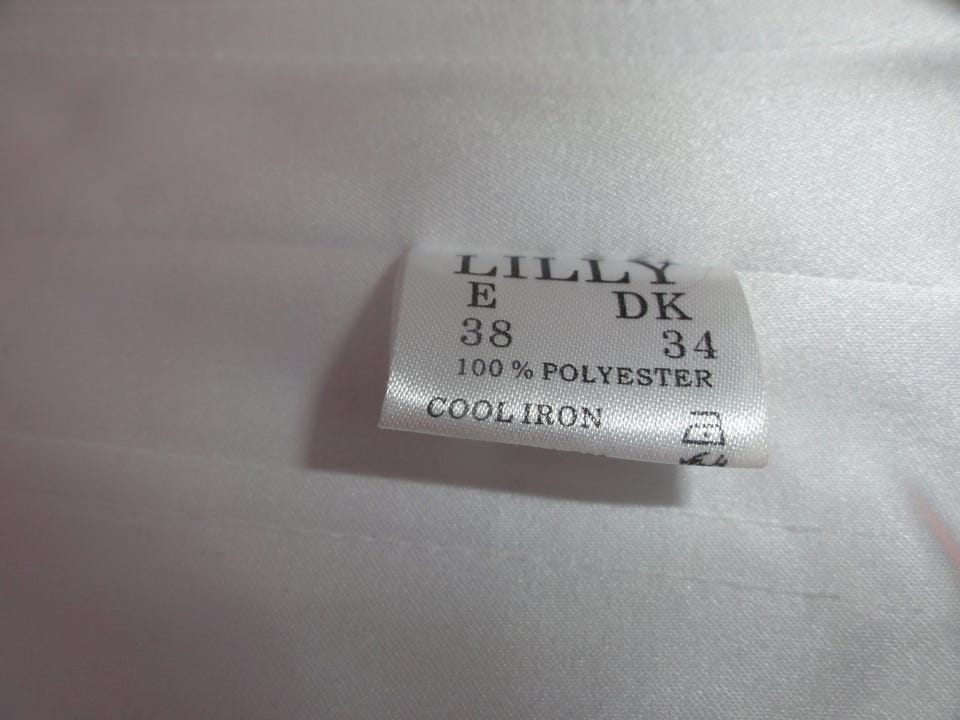 LILLY
E DK
38 34
100 % POLYESTER
COOL IRON